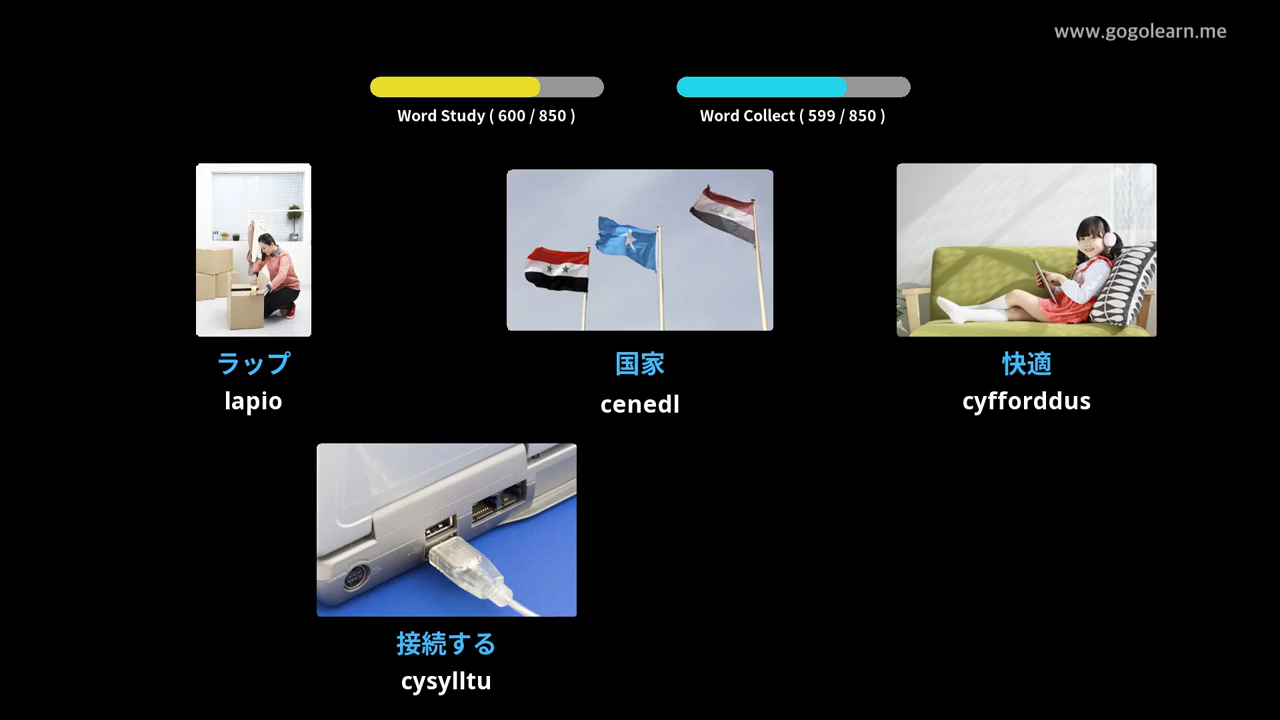 www.gogolearn.me
Word Study ( 600 / 850 )
Word Collect ( 599 / 850 )
ラップ
lapio
国家
cenedl
快適
cyfforddus
接続する
cysylltu